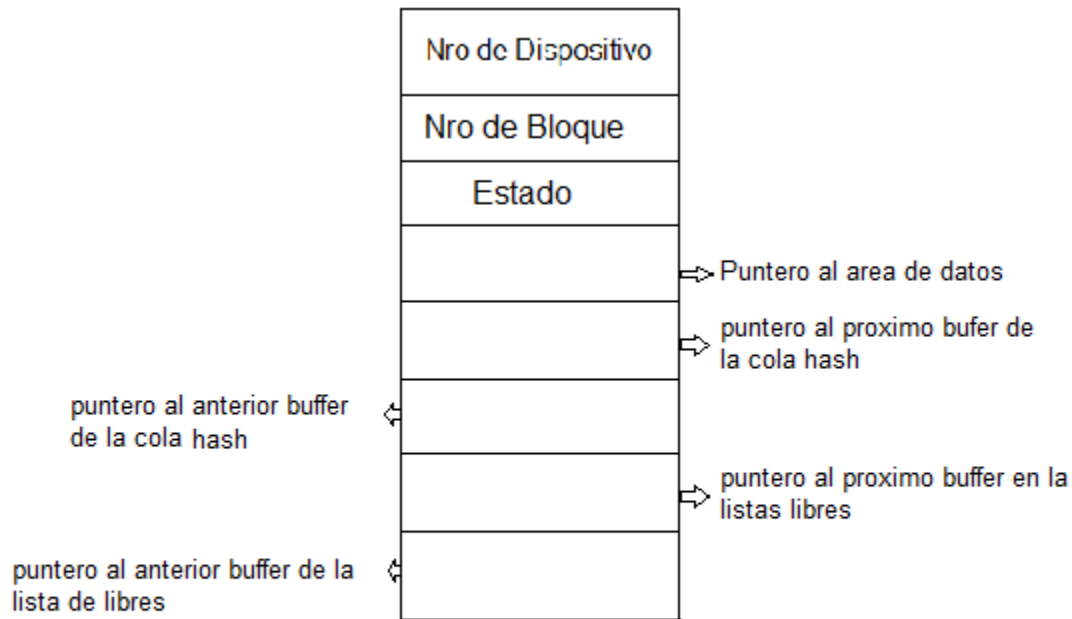 Nro de Dispositivo
Nro de Bloque
Estado
Puntero al area de datos
puntero al proximo bufer de
la cola hash
puntero al anterior buffer
de la cola hash
puntero al proximo buffer en la
listas libres
puntero al anterior buffer de la
lista de libres